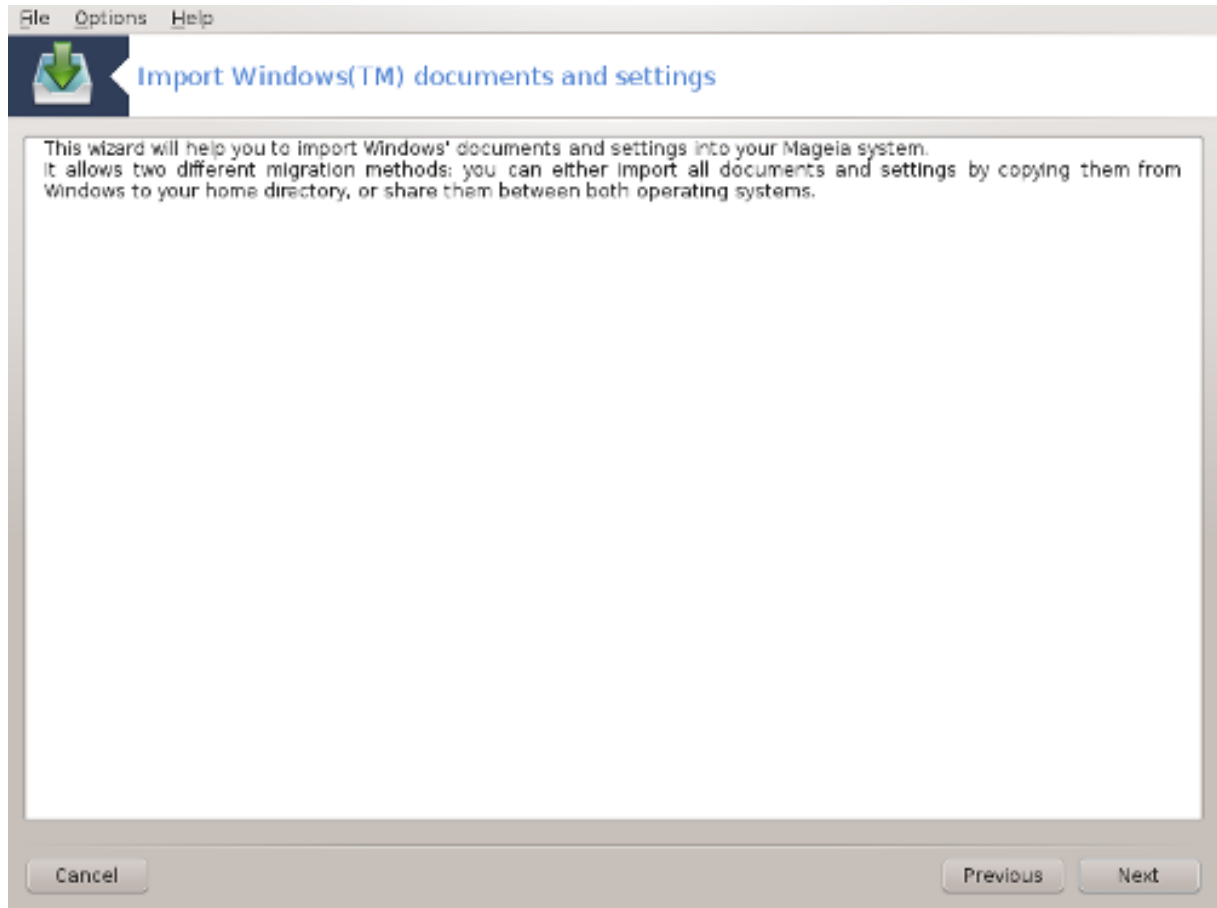 File Options Help
Import Windows(TM) documents and settings
This wizard will help you to import Windows' documents and settings into your Mageia system.
It allows two different migration methods: you can either import all documents and settings by copying them from
Windows to your home directory, or share them between both operating systems.
Cancel Previous Next